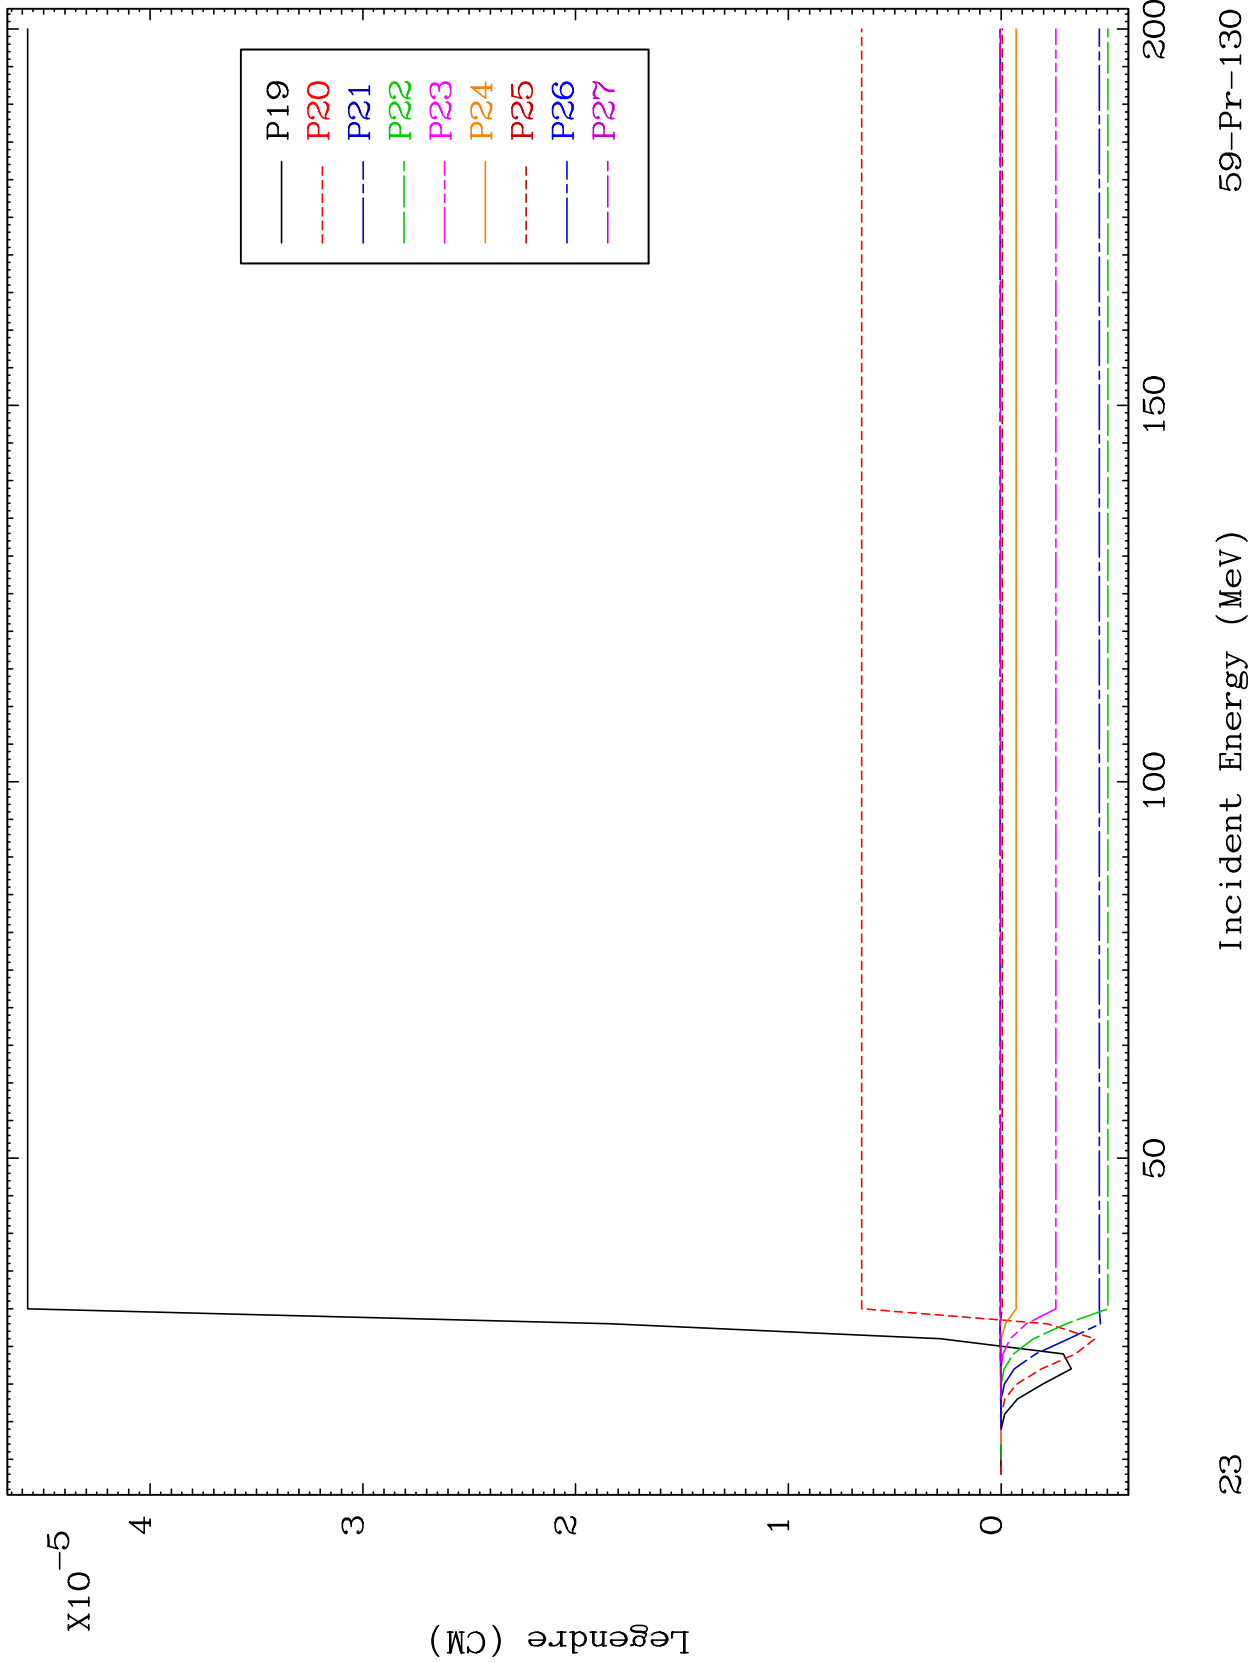 X10⁻⁵
Legendre (CM)
4
3
2
1
0
P19
P20
P21
P22
P23
P24
P25
P26
P27
50
100
150
200
Incident Energy (MeV)
23
59-Pr-130